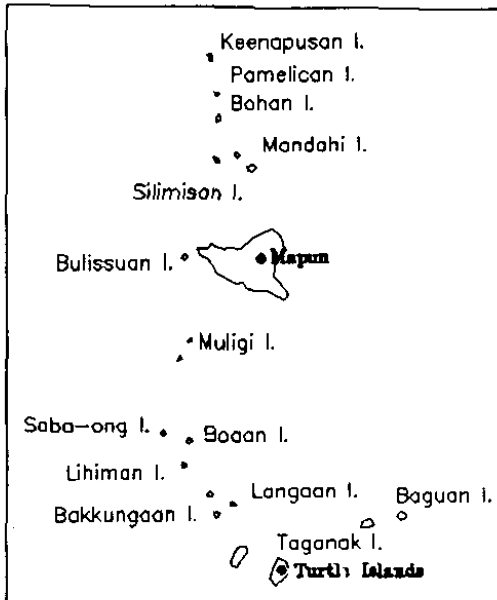 Keenapusan I.
Pamelican I.
Bohan I.
Mandahi I.
Silimisan I.
Bulissuan I.
Mapun
Muligi I.
Saba-ong I.
Boaan I.
Lihiman I.
Langaan I.
Baguan I.
Bakkungaan I.
Taganak I.
Turtle Islands